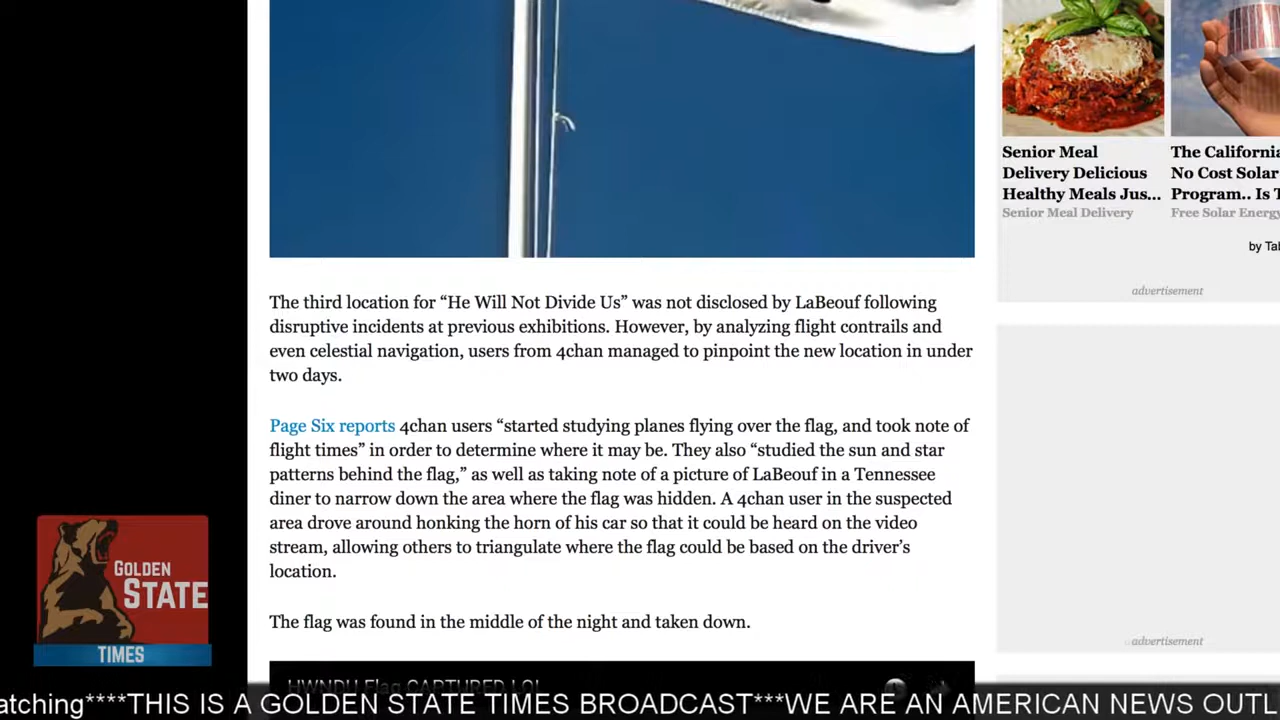 Senior Meal
Delivery Delicious
Healthy Meals Jus...
Senior Meal Delivery
The California
No Cost Solar
Program.. Is T
Free Solar Energy
by Tab
advertisement
The third location for “He Will Not Divide Us” was not disclosed by LaBeouf following
disruptive incidents at previous exhibitions. However, by analyzing flight contrails and
even celestial navigation, users from 4chan managed to pinpoint the new location in under
two days.
Page Six reports 4chan users “started studying planes flying over the flag, and took note of
flight times” in order to determine where it may be. They also “studied the sun and star
patterns behind the flag,” as well as taking note of a picture of LaBeouf in a Tennessee
diner to narrow down the area where the flag was hidden. A 4chan user in the suspected
area drove around honking the horn of his car so that it could be heard on the video
stream, allowing others to triangulate where the flag could be based on the driver’s
location.
The flag was found in the middle of the night and taken down.
advertisement
GOLDEN
STATE
TIMES
HWNDU Flag CAPTURED LOL
atching****THIS IS A GOLDEN STATE TIMES BROADCAST***WE ARE AN AMERICAN NEWS OUTL